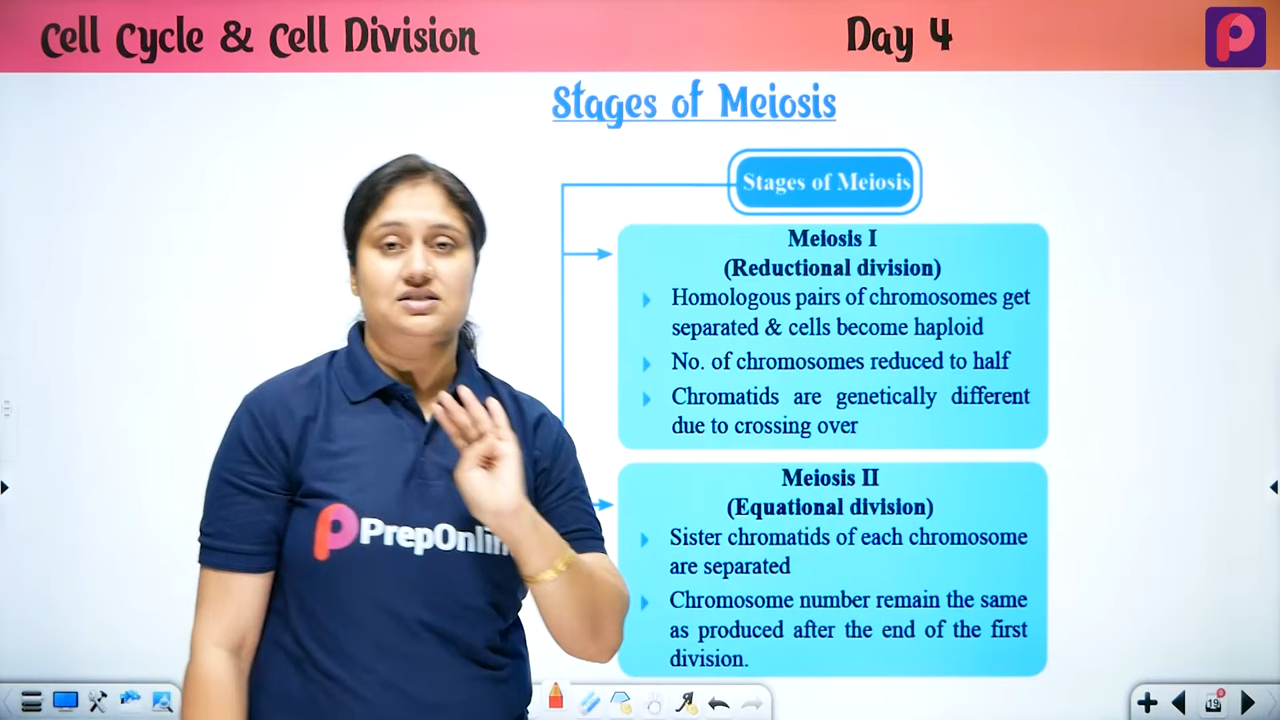 Cell Cycle & Cell Division
Day 4
Stages of Meiosis
Stages of Meiosis
Meiosis I
(Reductional division)
Homologous pairs of chromosomes get
separated & cells become haploid
No. of chromosomes reduced to half
Chromatids are genetically different
due to crossing over
Meiosis II
(Equational division)
Sister chromatids of each chromosome
are separated
Chromosome number remain the same
as produced after the end of the first
division.
PrepOnlin
19